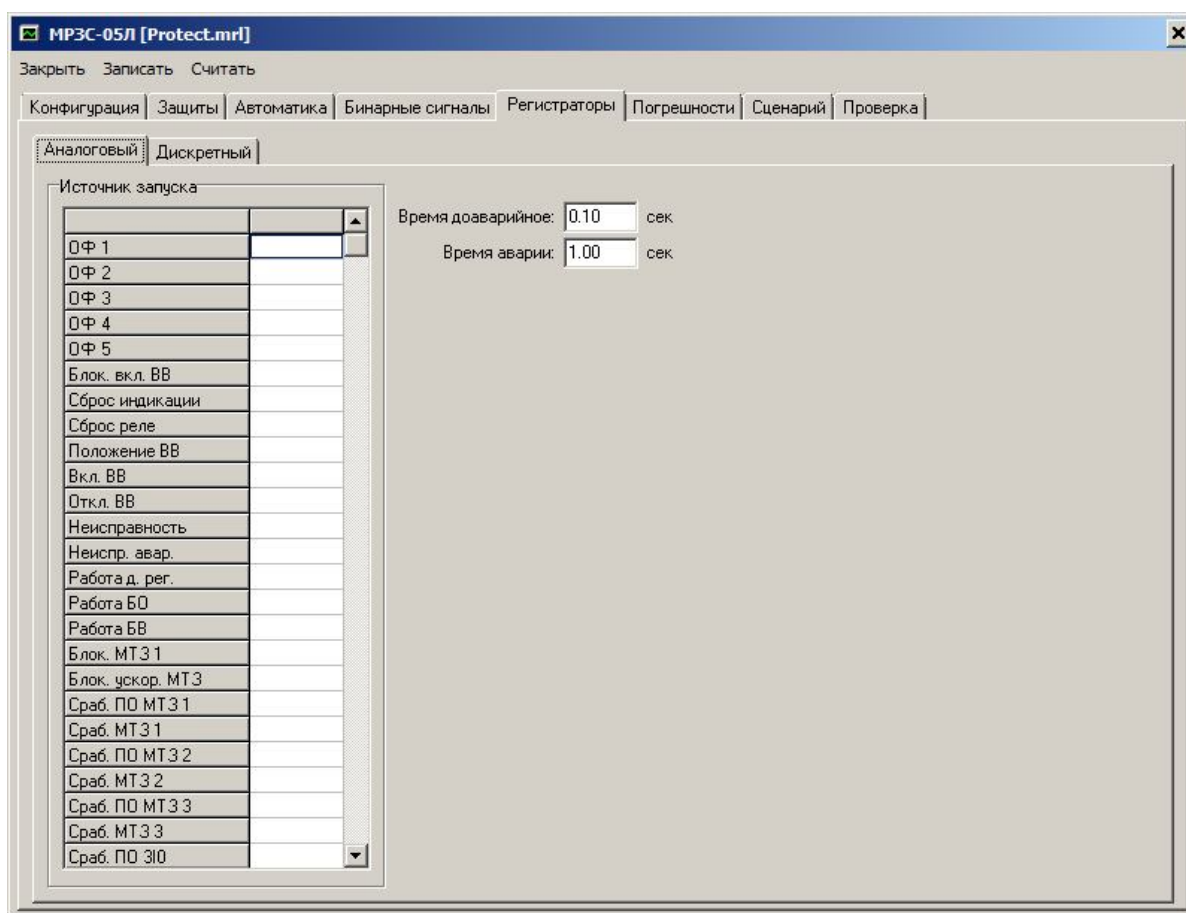 МРЗС-05Л [Protect.mrl]
Закрыть Записать Считать
Конфигурация Защиты Автоматика Бинарные сигналы Регистраторы Погрешности Сценарий Проверка
Аналоговый Дискретный
Источник запуска
Время доаварийное: 0.10 сек
Время аварии: 1.00 сек
ОФ 1
ОФ 2
ОФ 3
ОФ 4
ОФ 5
Блок. вкл. ВВ
Сброс индикации
Сброс реле
Положение ВВ
Вкл. ВВ
Откл. ВВ
Неисправность
Неиспр. авар.
Работа д. рег.
Работа БО
Работа БВ
Блок. МТЗ 1
Блок. ускор. МТЗ
Сраб. ПО МТЗ 1
Сраб. МТЗ 1
Сраб. ПО МТЗ 2
Сраб. МТЗ 2
Сраб. ПО МТЗ 3
Сраб. МТЗ 3
Сраб. ПО 3I0